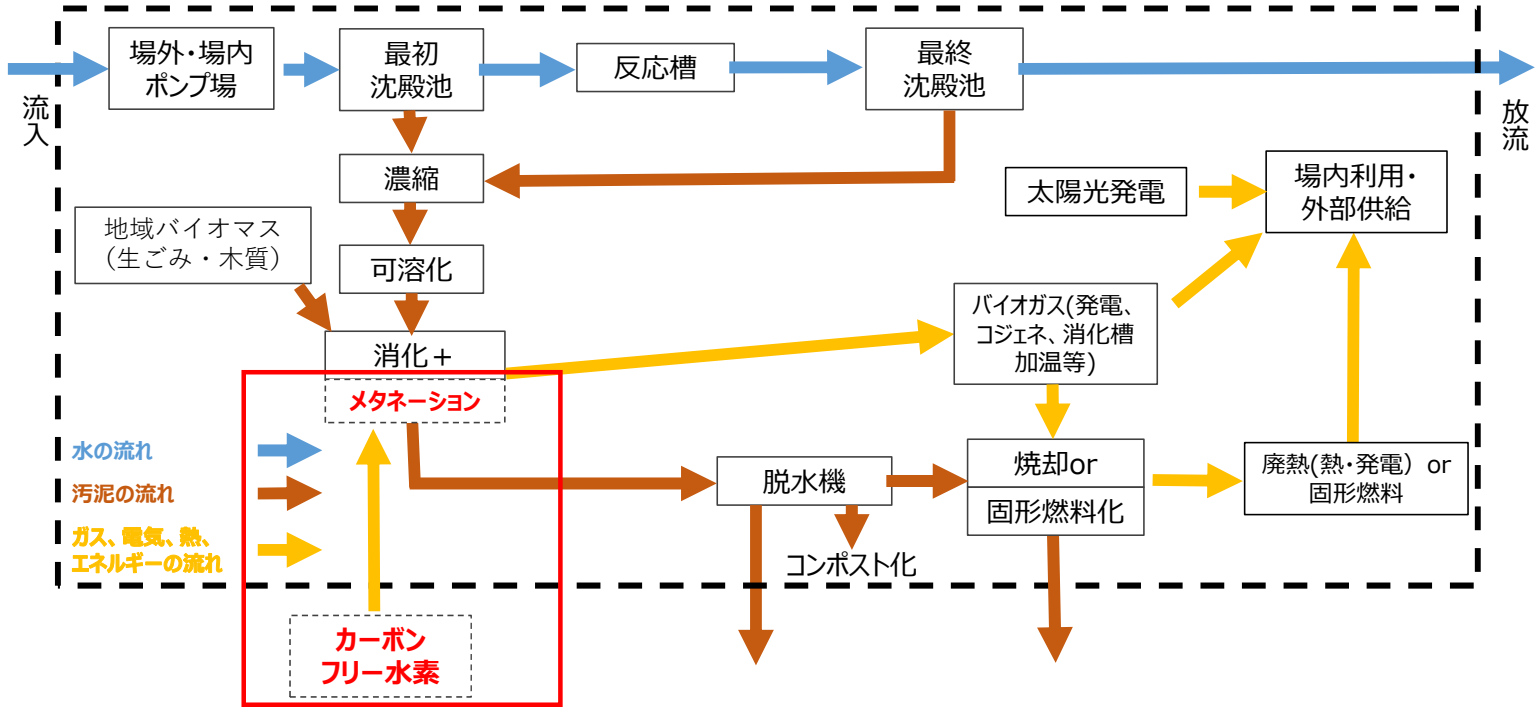 場外・場内
ポンプ場
最初
沈殿池
反応槽
最終
沈殿池
流入
放流
濃縮
太陽光発電
場内利用・
外部供給
地域バイオマス
（生ごみ・木質）
可溶化
バイオガス(発電、
コジェネ、消化槽
加温等)
消化＋
メタネーション
水の流れ
汚泥の流れ
ガス、電気、熱、
エネルギーの流れ
脱水機
焼却or
固形燃料化
廃熱(熱・発電）or
固形燃料
コンポスト化
カーボン
フリー水素